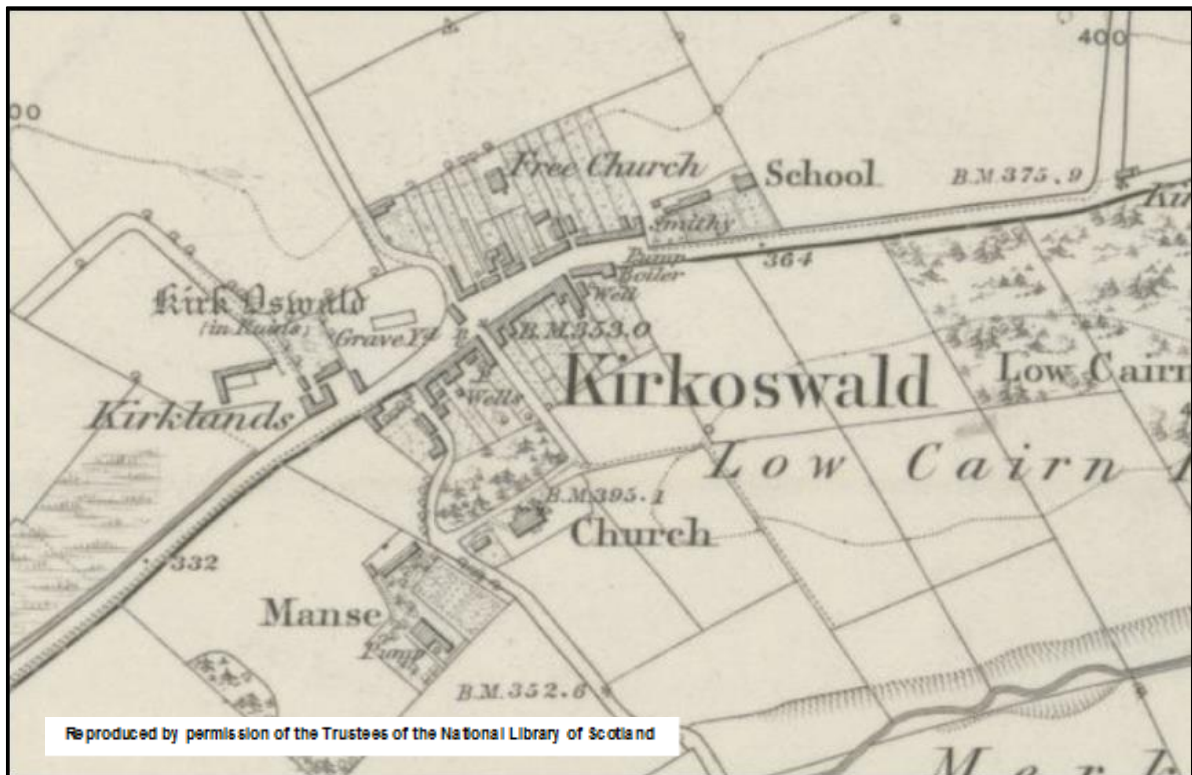 400
00
Free Church
School
B.M. 375.9
Smithy
Pump
364
Boiler
Well
Kirk Oswald
(in Ruins)
Grave Yd.
B.M. 353.0
Kirkoswald
Low Cairn
Wells
Kirklands
Low Cairn
B.M. 395.1
Church
332
Manse
Pump
B.M. 352.6
Reproduced by permission of the Trustees of the National Library of Scotland